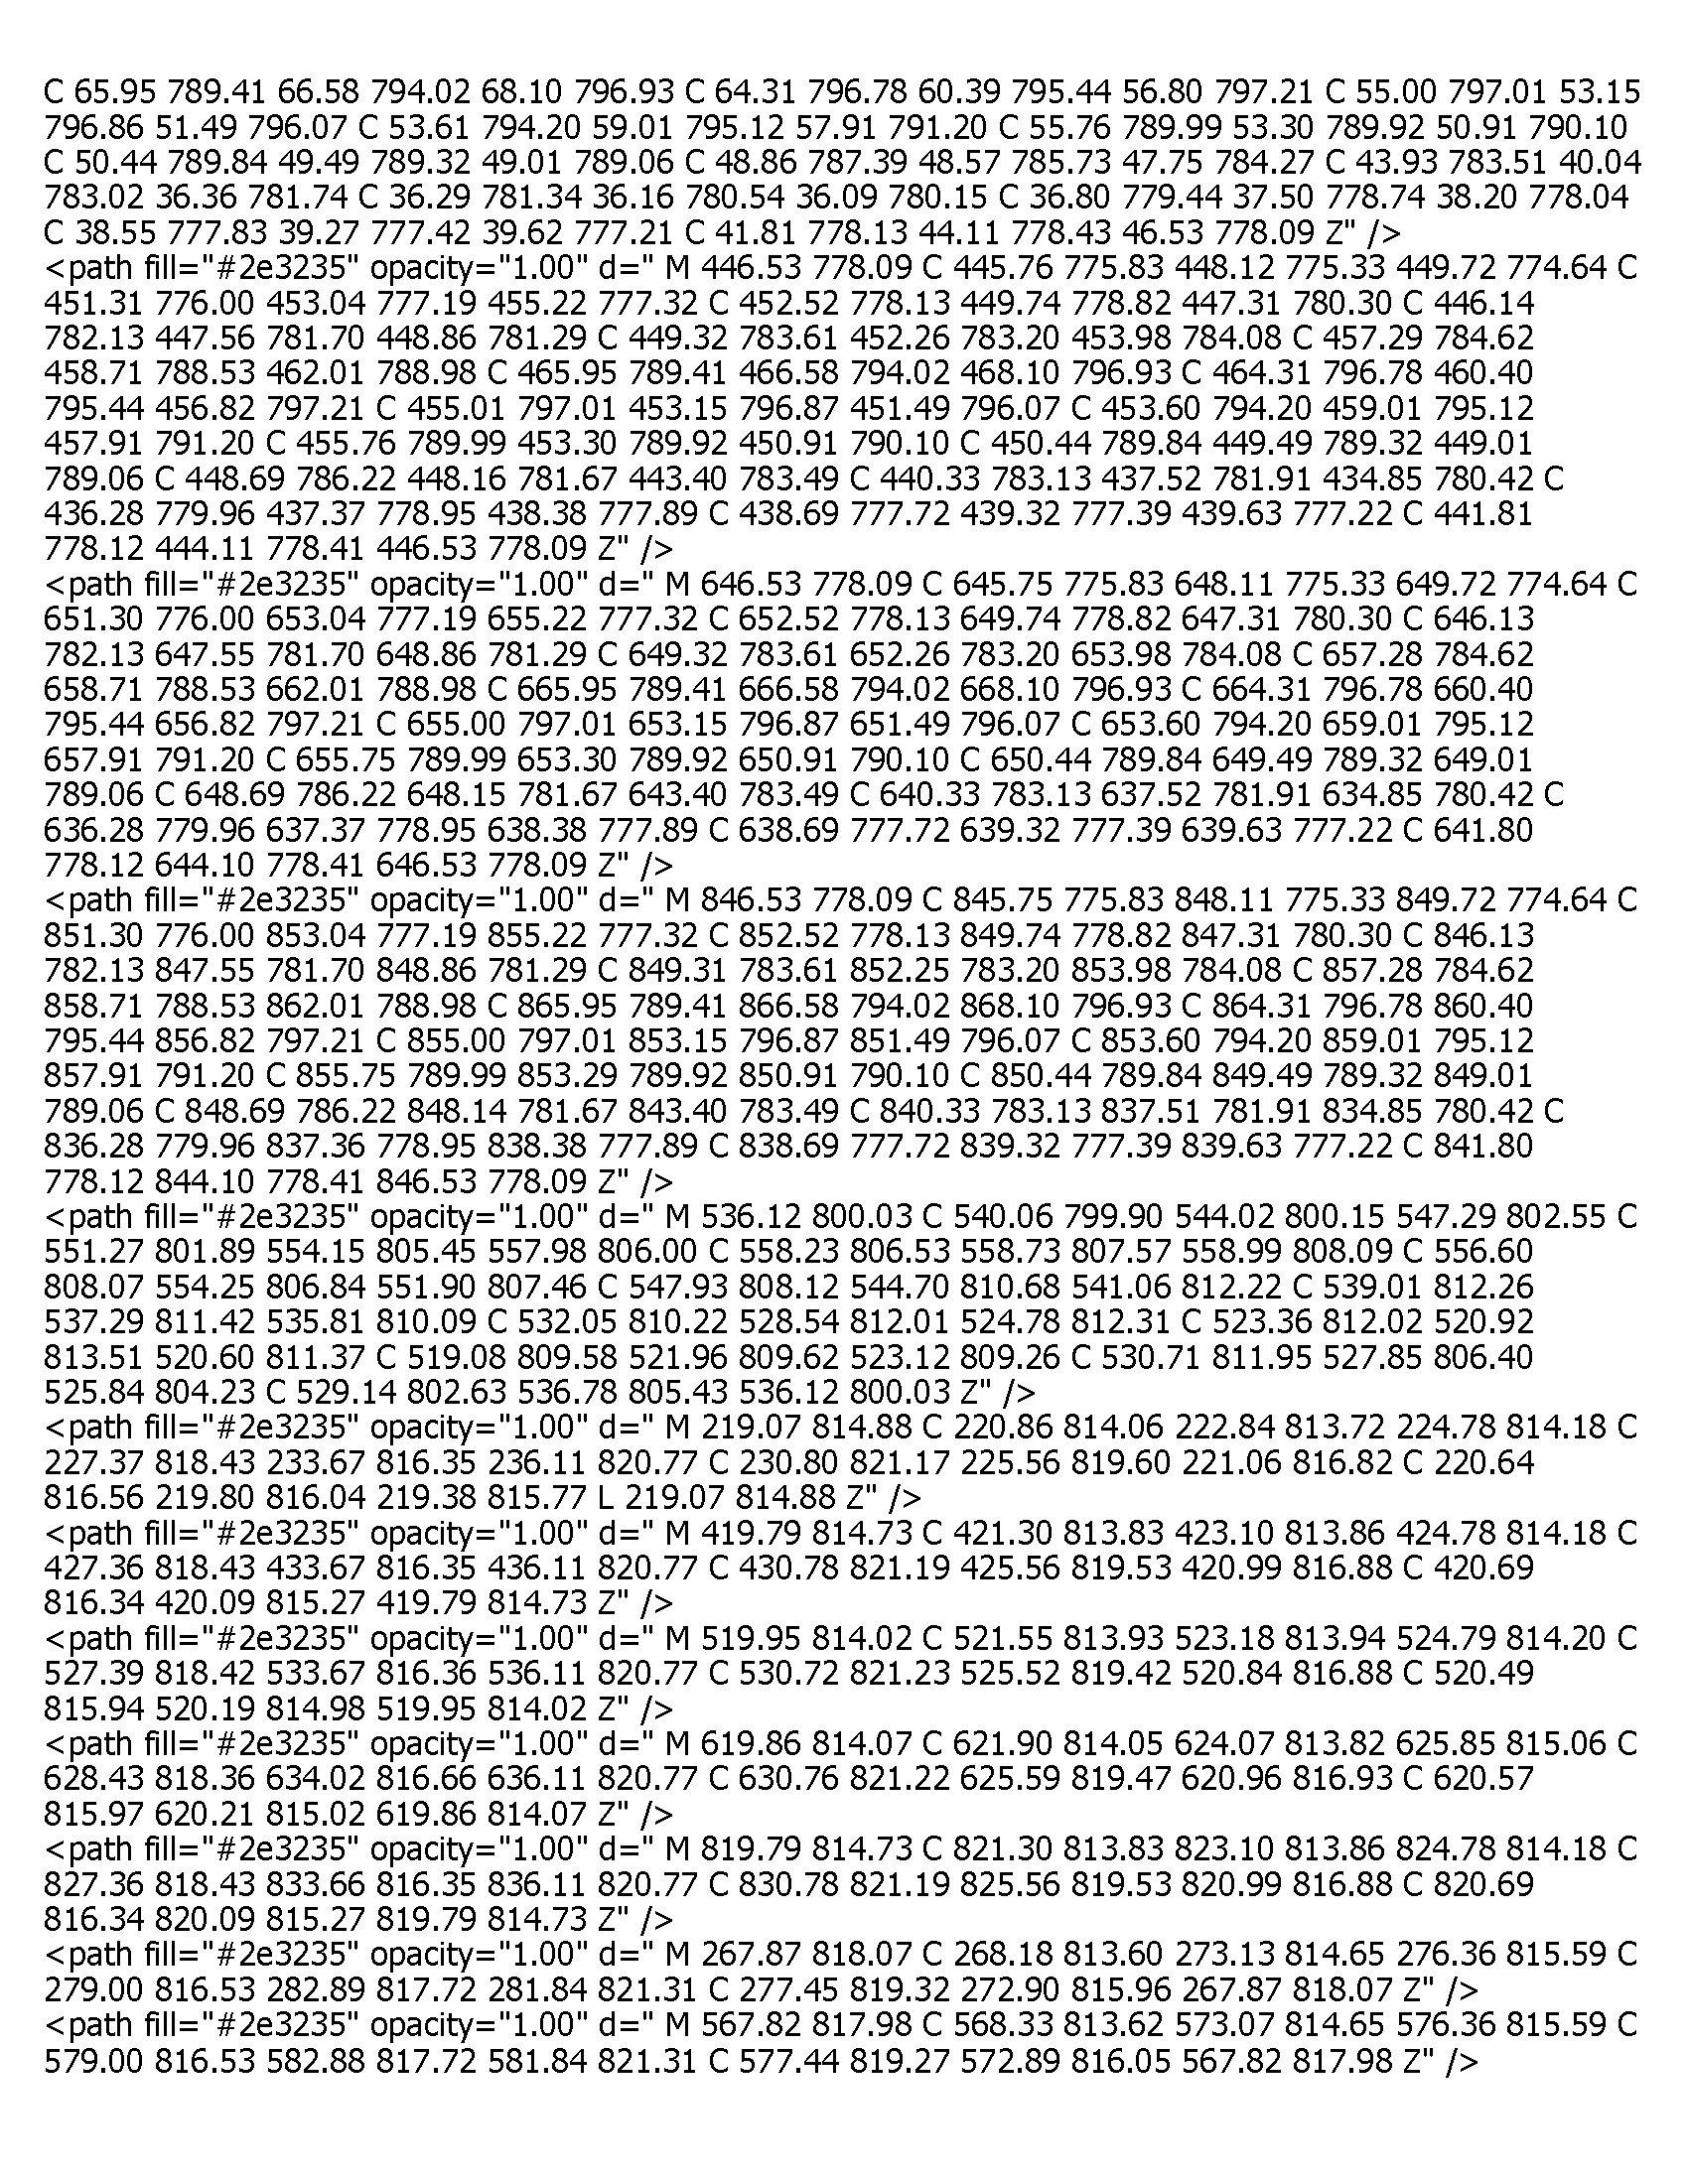 C 65.95 789.41 66.58 794.02 68.10 796.93 C 64.31 796.78 60.39 795.44 56.80 797.21 C 55.00 797.01 53.15
796.86 51.49 796.07 C 53.61 794.20 59.01 795.12 57.91 791.20 C 55.76 789.99 53.30 789.92 50.91 790.10
C 50.44 789.84 49.49 789.32 49.01 789.06 C 48.86 787.39 48.57 785.73 47.75 784.27 C 43.93 783.51 40.04
783.02 36.36 781.74 C 36.29 781.34 36.16 780.54 36.09 780.15 C 36.80 779.44 37.50 778.74 38.20 778.04
C 38.55 777.83 39.27 777.42 39.62 777.21 C 41.81 778.13 44.11 778.43 46.53 778.09 Z" />
<path fill="#2e3235" opacity="1.00" d=" M 446.53 778.09 C 445.76 775.83 448.12 775.33 449.72 774.64 C
451.31 776.00 453.04 777.19 455.22 777.32 C 452.52 778.13 449.74 778.82 447.31 780.30 C 446.14
782.13 447.56 781.70 448.86 781.29 C 449.32 783.61 452.26 783.20 453.98 784.08 C 457.29 784.62
458.71 788.53 462.01 788.98 C 465.95 789.41 466.58 794.02 468.10 796.93 C 464.31 796.78 460.40
795.44 456.82 797.21 C 455.01 797.01 453.15 796.87 451.49 796.07 C 453.60 794.20 459.01 795.12
457.91 791.20 C 455.76 789.99 453.30 789.92 450.91 790.10 C 450.44 789.84 449.49 789.32 449.01
789.06 C 448.69 786.22 448.16 781.67 443.40 783.49 C 440.33 783.13 437.52 781.91 434.85 780.42 C
436.28 779.96 437.37 778.95 438.38 777.89 C 438.69 777.72 439.32 777.39 439.63 777.22 C 441.81
778.12 444.11 778.41 446.53 778.09 Z" />
<path fill="#2e3235" opacity="1.00" d=" M 646.53 778.09 C 645.75 775.83 648.11 775.33 649.72 774.64 C
651.30 776.00 653.04 777.19 655.22 777.32 C 652.52 778.13 649.74 778.82 647.31 780.30 C 646.13
782.13 647.55 781.70 648.86 781.29 C 649.32 783.61 652.26 783.20 653.98 784.08 C 657.28 784.62
658.71 788.53 662.01 788.98 C 665.95 789.41 666.58 794.02 668.10 796.93 C 664.31 796.78 660.40
795.44 656.82 797.21 C 655.00 797.01 653.15 796.87 651.49 796.07 C 653.60 794.20 659.01 795.12
657.91 791.20 C 655.75 789.99 653.30 789.92 650.91 790.10 C 650.44 789.84 649.49 789.32 649.01
789.06 C 648.69 786.22 648.15 781.67 643.40 783.49 C 640.33 783.13 637.52 781.91 634.85 780.42 C
636.28 779.96 637.37 778.95 638.38 777.89 C 638.69 777.72 639.32 777.39 639.63 777.22 C 641.80
778.12 644.10 778.41 646.53 778.09 Z" />
<path fill="#2e3235" opacity="1.00" d=" M 846.53 778.09 C 845.75 775.83 848.11 775.33 849.72 774.64 C
851.30 776.00 853.04 777.19 855.22 777.32 C 852.52 778.13 849.74 778.82 847.31 780.30 C 846.13
782.13 847.55 781.70 848.86 781.29 C 849.31 783.61 852.25 783.20 853.98 784.08 C 857.28 784.62
858.71 788.53 862.01 788.98 C 865.95 789.41 866.58 794.02 868.10 796.93 C 864.31 796.78 860.40
795.44 856.82 797.21 C 855.00 797.01 853.15 796.87 851.49 796.07 C 853.60 794.20 859.01 795.12
857.91 791.20 C 855.75 789.99 853.29 789.92 850.91 790.10 C 850.44 789.84 849.49 789.32 849.01
789.06 C 848.69 786.22 848.14 781.67 843.40 783.49 C 840.33 783.13 837.51 781.91 834.85 780.42 C
836.28 779.96 837.36 778.95 838.38 777.89 C 838.69 777.72 839.32 777.39 839.63 777.22 C 841.80
778.12 844.10 778.41 846.53 778.09 Z" />
<path fill="#2e3235" opacity="1.00" d=" M 536.12 800.03 C 540.06 799.90 544.02 800.15 547.29 802.55 C
551.27 801.89 554.15 805.45 557.98 806.00 C 558.23 806.53 558.73 807.57 558.99 808.09 C 556.60
808.07 554.25 806.84 551.90 807.46 C 547.93 808.12 544.70 810.68 541.06 812.22 C 539.01 812.26
537.29 811.42 535.81 810.09 C 532.05 810.22 528.54 812.01 524.78 812.31 C 523.36 812.02 520.92
813.51 520.60 811.37 C 519.08 809.58 521.96 809.62 523.12 809.26 C 530.71 811.95 527.85 806.40
525.84 804.23 C 529.14 802.63 536.78 805.43 536.12 800.03 Z" />
<path fill="#2e3235" opacity="1.00" d=" M 219.07 814.88 C 220.86 814.06 222.84 813.72 224.78 814.18 C
227.37 818.43 233.67 816.35 236.11 820.77 C 230.80 821.17 225.56 819.60 221.06 816.82 C 220.64
816.56 219.80 816.04 219.38 815.77 L 219.07 814.88 Z" />
<path fill="#2e3235" opacity="1.00" d=" M 419.79 814.73 C 421.30 813.83 423.10 813.86 424.78 814.18 C
427.36 818.43 433.67 816.35 436.11 820.77 C 430.78 821.19 425.56 819.53 420.99 816.88 C 420.69
816.34 420.09 815.27 419.79 814.73 Z" />
<path fill="#2e3235" opacity="1.00" d=" M 519.95 814.02 C 521.55 813.93 523.18 813.94 524.79 814.20 C
527.39 818.42 533.67 816.36 536.11 820.77 C 530.72 821.23 525.52 819.42 520.84 816.88 C 520.49
815.94 520.19 814.98 519.95 814.02 Z" />
<path fill="#2e3235" opacity="1.00" d=" M 619.86 814.07 C 621.90 814.05 624.07 813.82 625.85 815.06 C
628.43 818.36 634.02 816.66 636.11 820.77 C 630.76 821.22 625.59 819.47 620.96 816.93 C 620.57
815.97 620.21 815.02 619.86 814.07 Z" />
<path fill="#2e3235" opacity="1.00" d=" M 819.79 814.73 C 821.30 813.83 823.10 813.86 824.78 814.18 C
827.36 818.43 833.66 816.35 836.11 820.77 C 830.78 821.19 825.56 819.53 820.99 816.88 C 820.69
816.34 820.09 815.27 819.79 814.73 Z" />
<path fill="#2e3235" opacity="1.00" d=" M 267.87 818.07 C 268.18 813.60 273.13 814.65 276.36 815.59 C
279.00 816.53 282.89 817.72 281.84 821.31 C 277.45 819.32 272.90 815.96 267.87 818.07 Z" />
<path fill="#2e3235" opacity="1.00" d=" M 567.82 817.98 C 568.33 813.62 573.07 814.65 576.36 815.59 C
579.00 816.53 582.88 817.72 581.84 821.31 C 577.44 819.27 572.89 816.05 567.82 817.98 Z" />